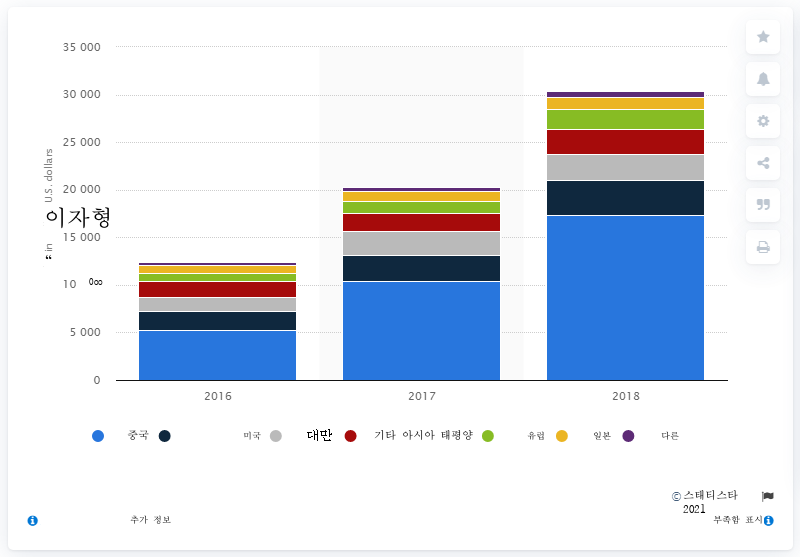 35 000
30 000
25 000
20 000
15 000
10
5 000
0
U.S. dollars
이자형
“ in
2016
2017
2018
중국
미국
대만
기타 아시아 태평양
유럽
일본
다른
© 스태티스타
2021
추가 정보
부족함 표시